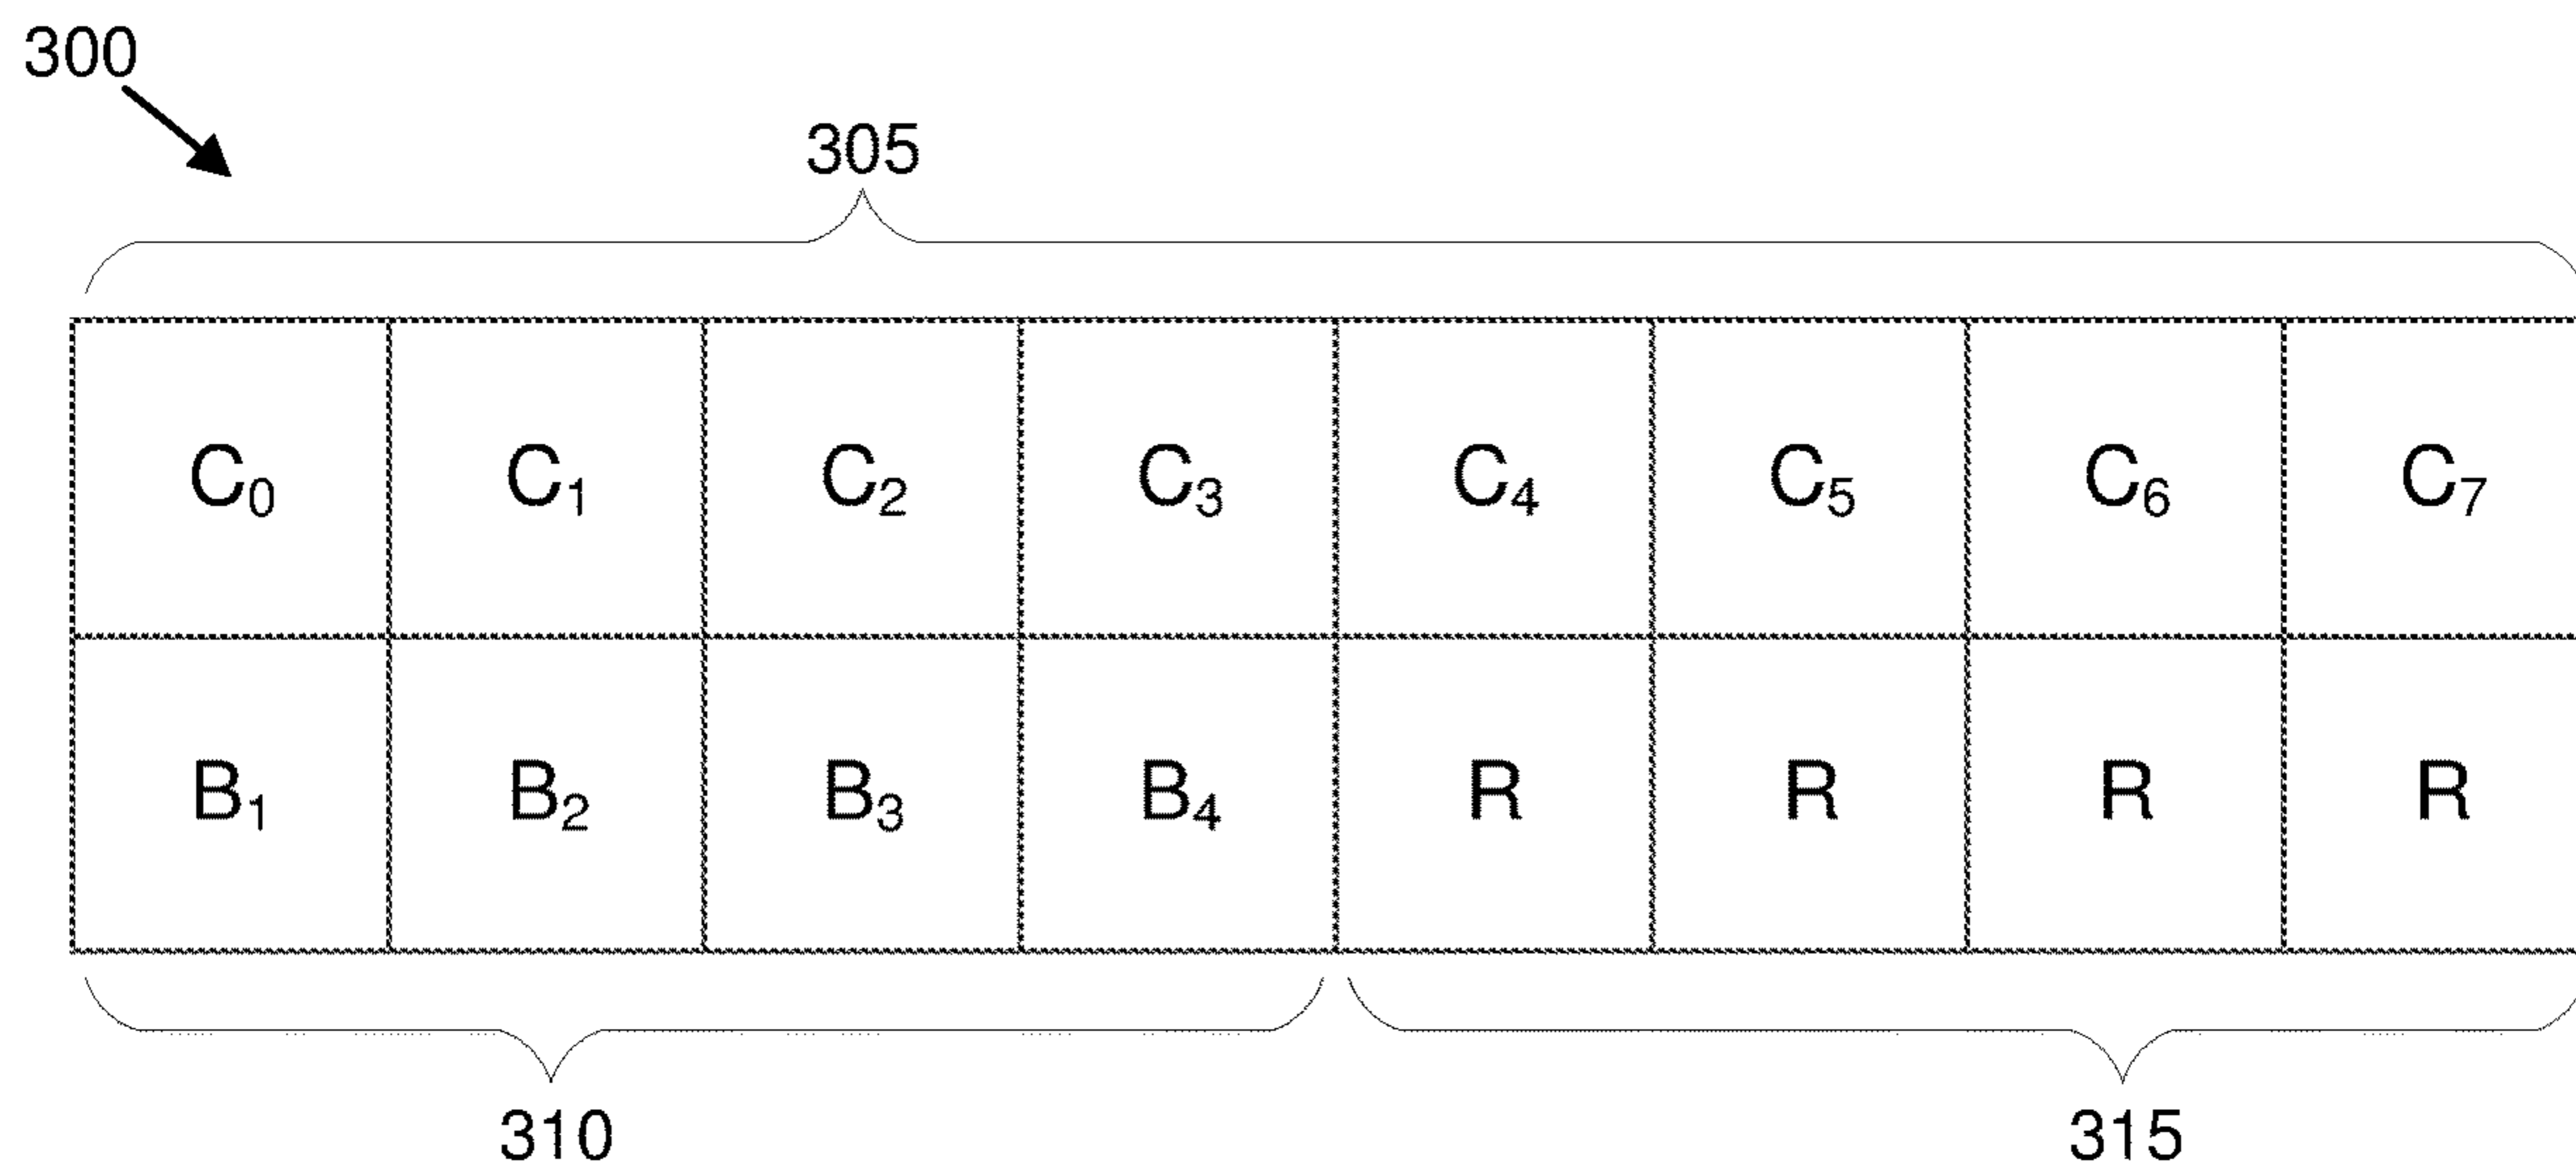 300
305
C₀ C₁ C₂ C₃ C₄ C₅ C₆ C₇
B₁ B₂ B₃ B₄ R R R R
310 315